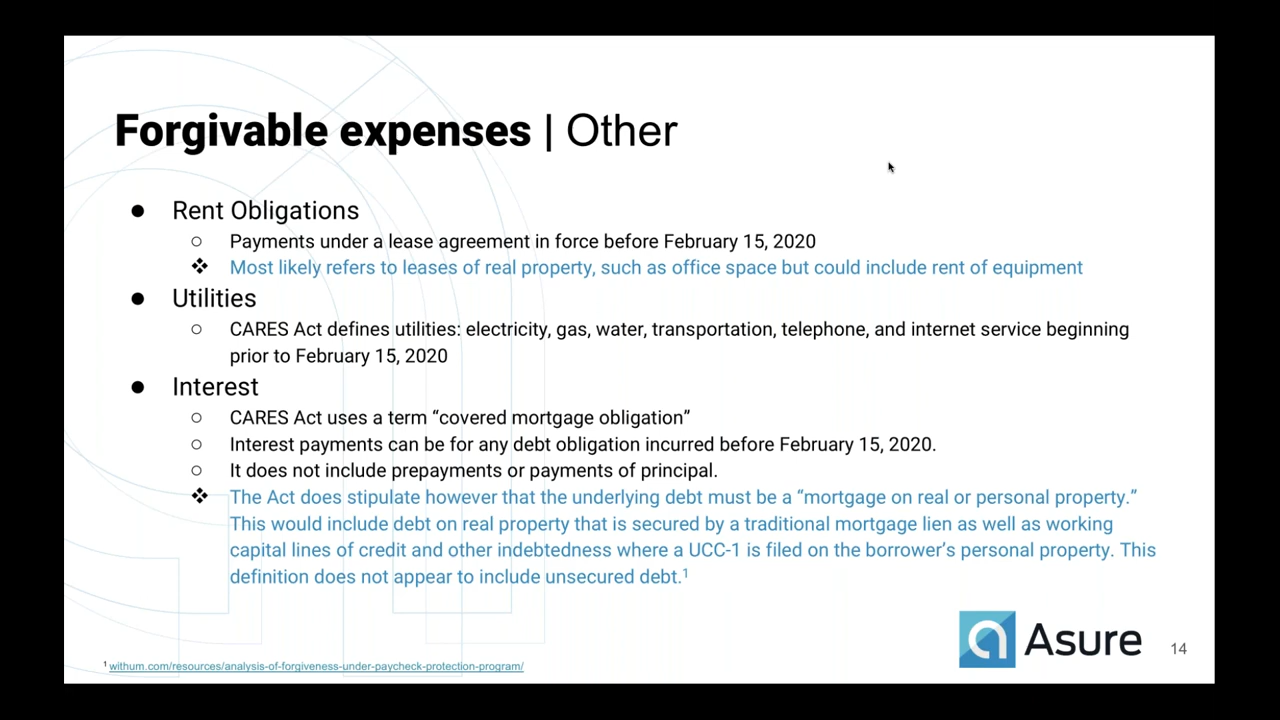 Forgivable expenses | Other
● Rent Obligations
○ Payments under a lease agreement in force before February 15, 2020
❖ Most likely refers to leases of real property, such as office space but could include rent of equipment
● Utilities
○ CARES Act defines utilities: electricity, gas, water, transportation, telephone, and internet service beginning
prior to February 15, 2020
● Interest
○ CARES Act uses a term “covered mortgage obligation”
○ Interest payments can be for any debt obligation incurred before February 15, 2020.
○ It does not include prepayments or payments of principal.
❖ The Act does stipulate however that the underlying debt must be a “mortgage on real or personal property.”
This would include debt on real property that is secured by a traditional mortgage lien as well as working
capital lines of credit and other indebtedness where a UCC-1 is filed on the borrower’s personal property. This
definition does not appear to include unsecured debt.¹
Asure
14
¹ withum.com/resources/analysis-of-forgiveness-under-paycheck-protection-program/